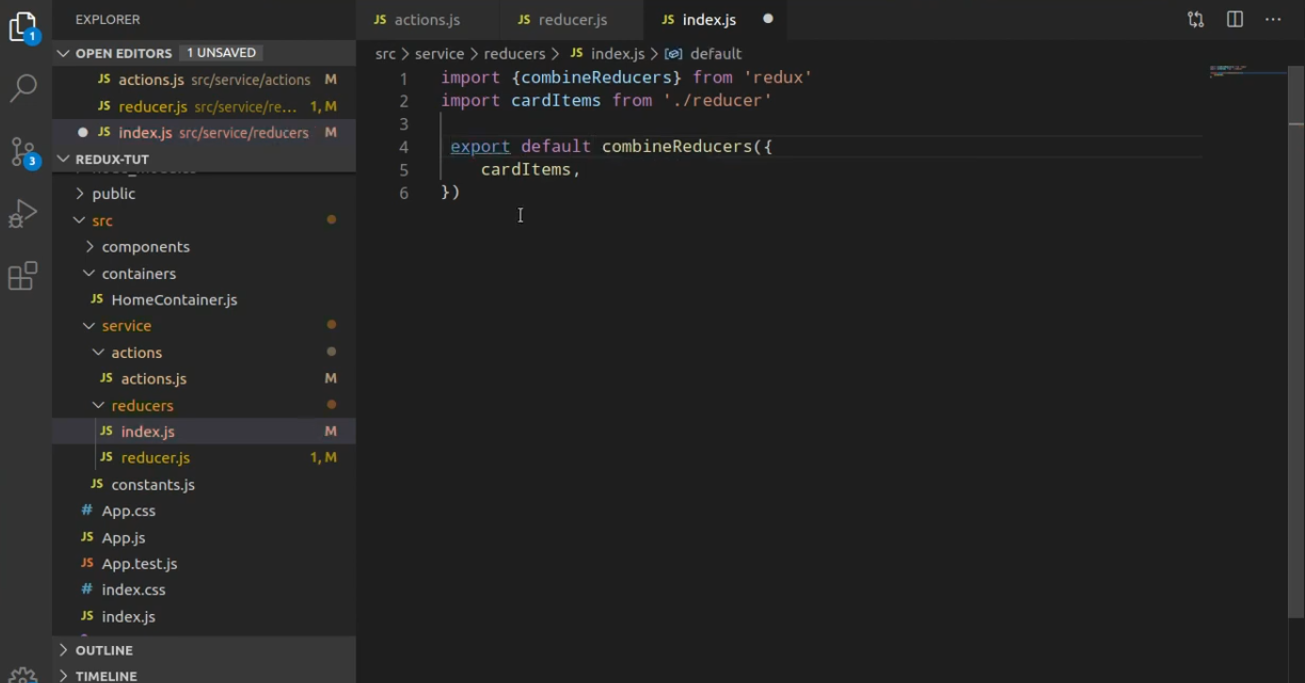 EXPLORER
OPEN EDITORS 1 UNSAVED
JS actions.js src/service/actions M
JS reducer.js src/service/re... 1, M
JS index.js src/service/reducers M
REDUX-TUT
public
src
components
containers
JS HomeContainer.js
service
actions
JS actions.js M
reducers
JS index.js M
JS reducer.js 1, M
JS constants.js
# App.css
JS App.js
JS App.test.js
# index.css
JS index.js
OUTLINE
TIMELINE
1
3
JS actions.js JS reducer.js JS index.js
src > service > reducers > JS index.js > default
1 import {combineReducers} from 'redux'
2 import cardItems from './reducer'
3
4 export default combineReducers({
5 cardItems,
6 })